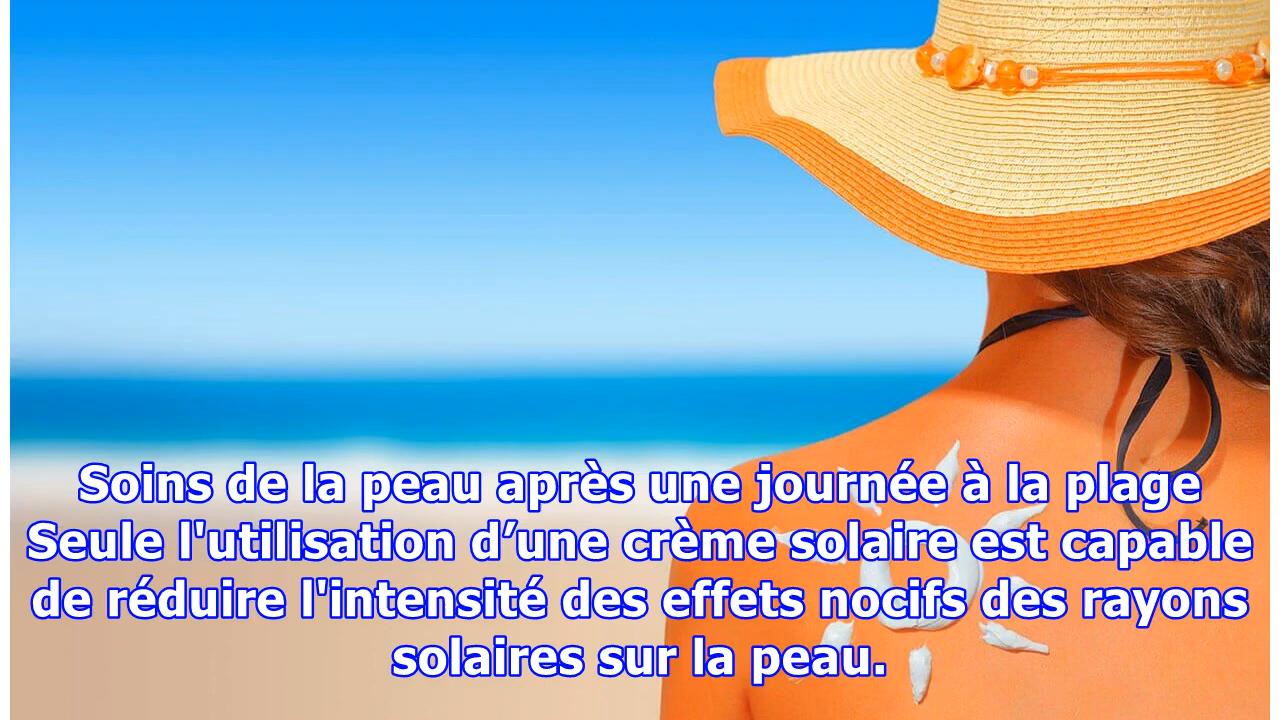 Soins de la peau après une journée à la plage
Seule l'utilisation d’une crème solaire est capable
de réduire l'intensité des effets nocifs des rayons
solaires sur la peau.